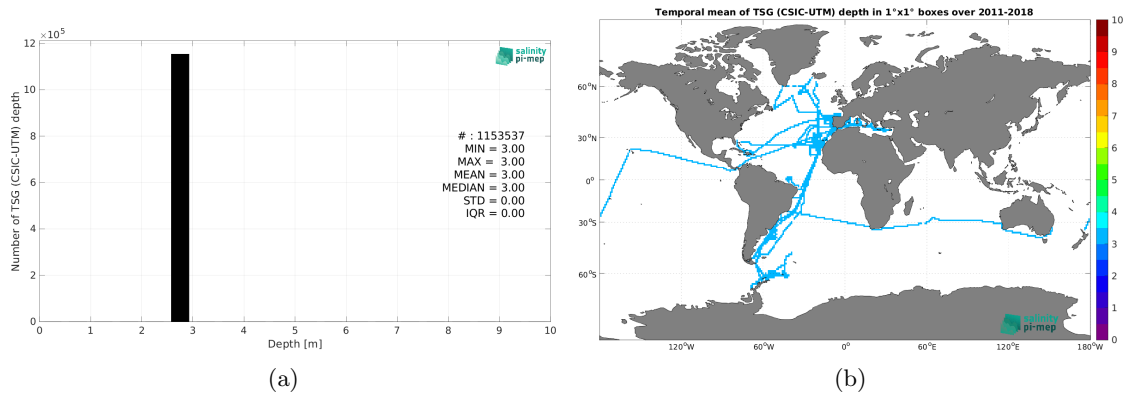 12
×10⁵
10
8
6
4
2
0
Number of TSG (CSIC-UTM) depth
salinity
pi-mep
# : 1153537
MIN = 3.00
MAX = 3.00
MEAN = 3.00
MEDIAN = 3.00
STD = 0.00
IQR = 0.00
0 1 2 3 4 5 6 7 8 9 10
Depth [m]
(a)
Temporal mean of TSG (CSIC-UTM) depth in 1°x1° boxes over 2011-2018
60°N
30°N
0°
30°S
60°S
120°W 60°W 0° 60°E 120°E 180°W
salinity
pi-mep
10
9
8
7
6
5
4
3
2
1
0
(b)